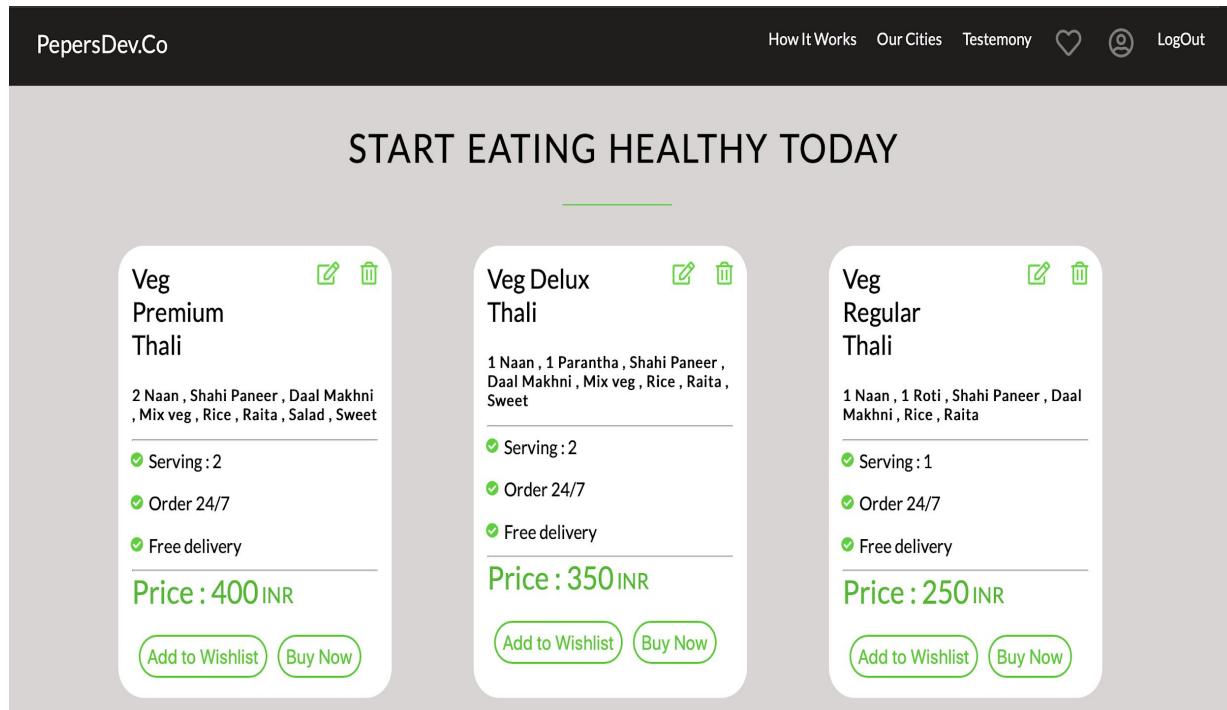 PepersDev.Co
How It Works Our Cities Testemony LogOut
START EATING HEALTHY TODAY
Veg
Premium
Thali
2 Naan , Shahi Paneer , Daal Makhni
, Mix veg , Rice , Raita , Salad , Sweet
Serving : 2
Order 24/7
Free delivery
Price : 400 INR
Add to Wishlist Buy Now
Veg Delux
Thali
1 Naan , 1 Parantha , Shahi Paneer ,
Daal Makhni , Mix veg , Rice , Raita ,
Sweet
Serving : 2
Order 24/7
Free delivery
Price : 350 INR
Add to Wishlist Buy Now
Veg
Regular
Thali
1 Naan , 1 Roti , Shahi Paneer , Daal
Makhni , Rice , Raita
Serving : 1
Order 24/7
Free delivery
Price : 250 INR
Add to Wishlist Buy Now